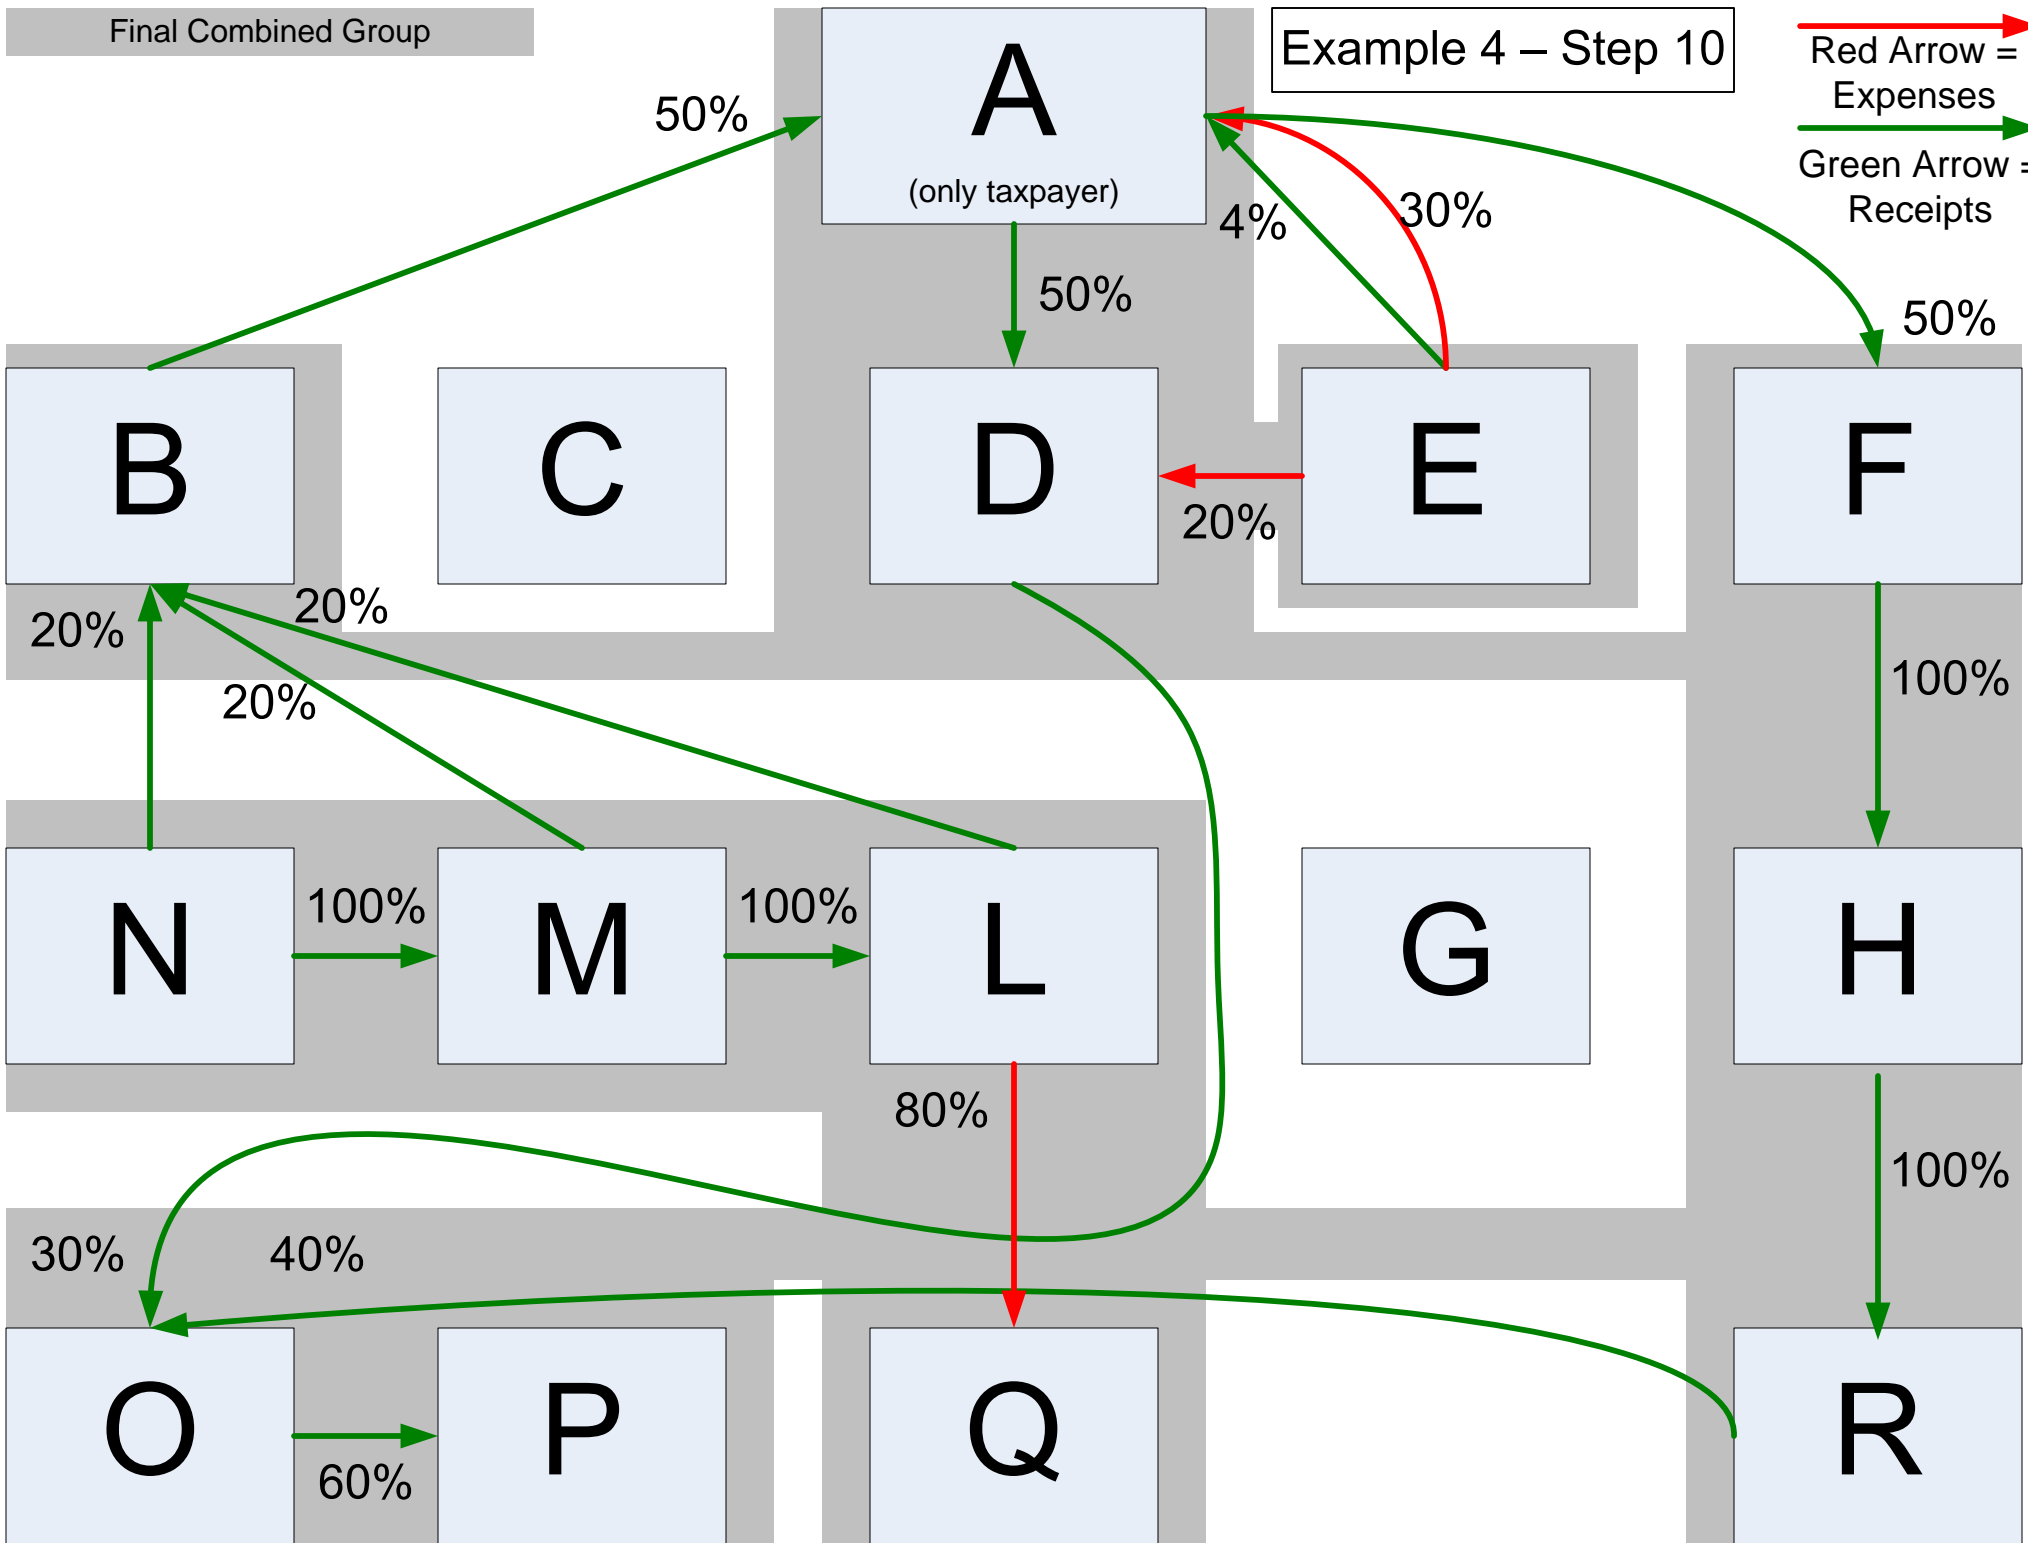 Final Combined Group
A
(only taxpayer)
Example 4 – Step 10
Red Arrow =
Expenses
Green Arrow =
Receipts
50%
4%
30%
50%
50%
B
C
D
E
F
20%
20%
20%
20%
100%
N
100%
M
100%
L
G
H
80%
100%
30%
40%
O
60%
P
Q
R